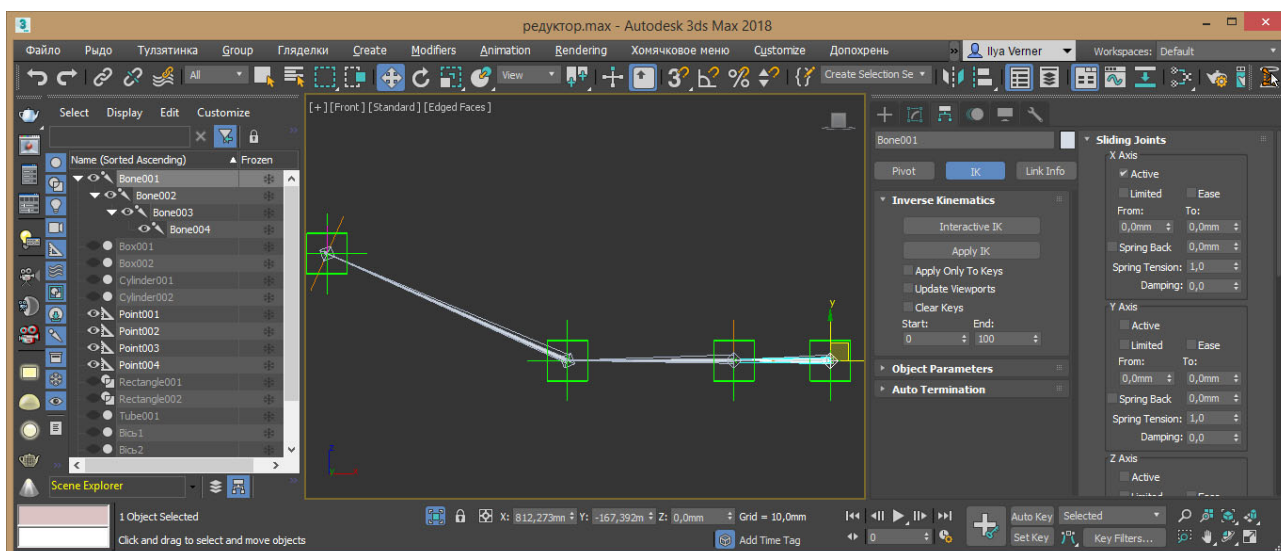 3
редуктор.max - Autodesk 3ds Max 2018
Файло Рыдо Тулзятинка Group Гляделки Create Modifiers Animation Rendering Хомячковое меню Customize Допохрень » Ilya Verner Workspaces: Default
All View 3 Create Selection Se
Select Display Edit Customize
Name (Sorted Ascending) Frozen
Bone001
Bone002
Bone003
Bone004
Box001
Box002
Cylinder001
Cylinder002
Point001
Point002
Point003
Point004
Rectangle001
Rectangle002
Tube001
Вісь1
Вісь2
Scene Explorer
[+] [Front ] [Standard ] [Edged Faces ]
y
z
y x
Bone001
Pivot IK Link Info
Inverse Kinematics
Interactive IK
Apply IK
Apply Only To Keys
Update Viewports
Clear Keys
Start: End:
0 100
Object Parameters
Auto Termination
Sliding Joints
X Axis
Active
Limited Ease
From: To:
0,0mm 0,0mm
Spring Back 0,0mm
Spring Tension: 1,0
Damping: 0,0
Y Axis
Active
Limited Ease
From: To:
0,0mm 0,0mm
Spring Back 0,0mm
Spring Tension: 1,0
Damping: 0,0
Z Axis
Active
1 Object Selected X: 812,273mm Y: -167,392m Z: 0,0mm Grid = 10,0mm Auto Key Selected
Click and drag to select and move objects Add Time Tag 0 Set Key Key Filters...